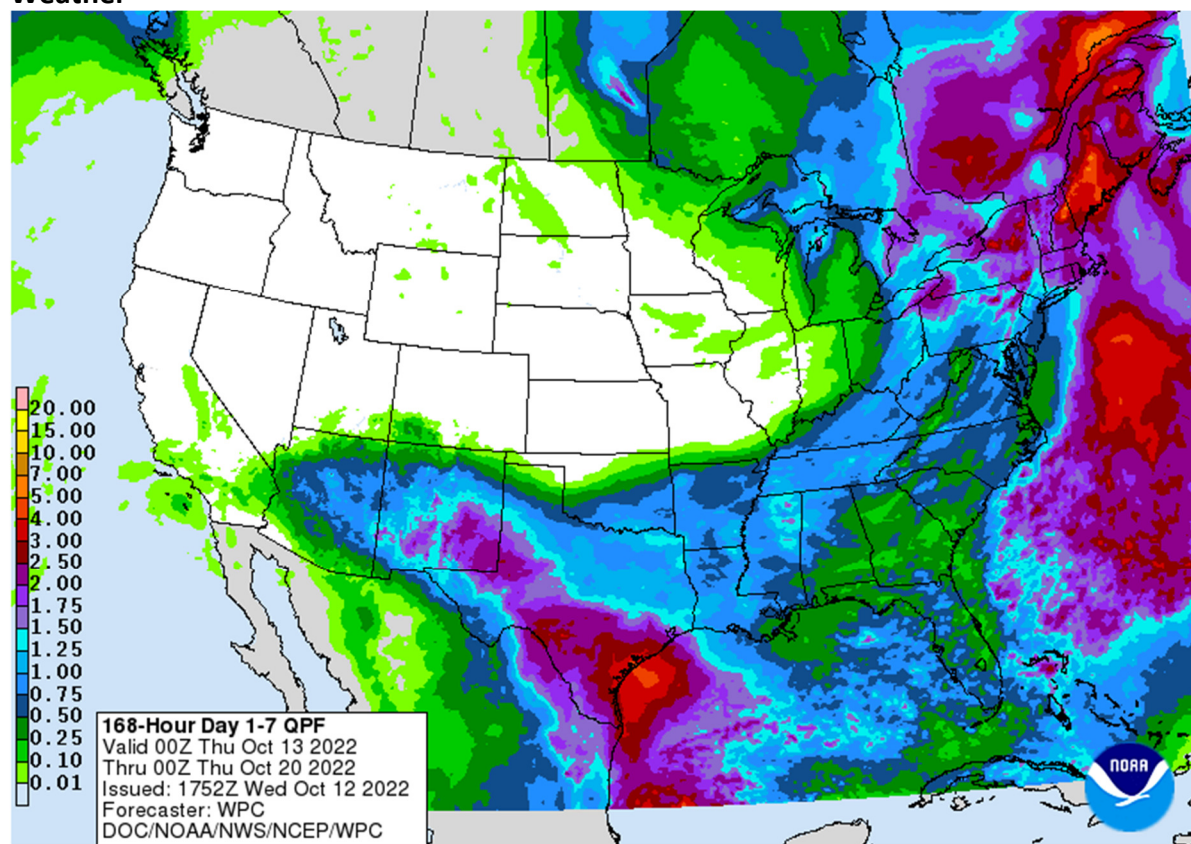 Weather
20.00
15.00
10.00
7.00
5.00
4.00
3.00
2.50
2.00
1.75
1.50
1.25
1.00
0.75
0.50
0.25
0.10
0.01
168-Hour Day 1-7 QPF
Valid 00Z Thu Oct 13 2022
Thru 00Z Thu Oct 20 2022
Issued: 1752Z Wed Oct 12 2022
Forecaster: WPC
DOC/NOAA/NWS/NCEP/WPC
NOAA